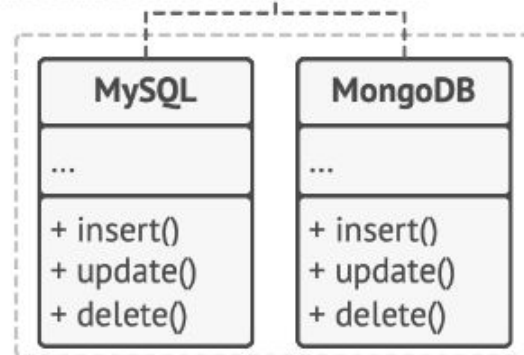 MySQL
...
+ insert()
+ update()
+ delete()
MongoDB
...
+ insert()
+ update()
+ delete()